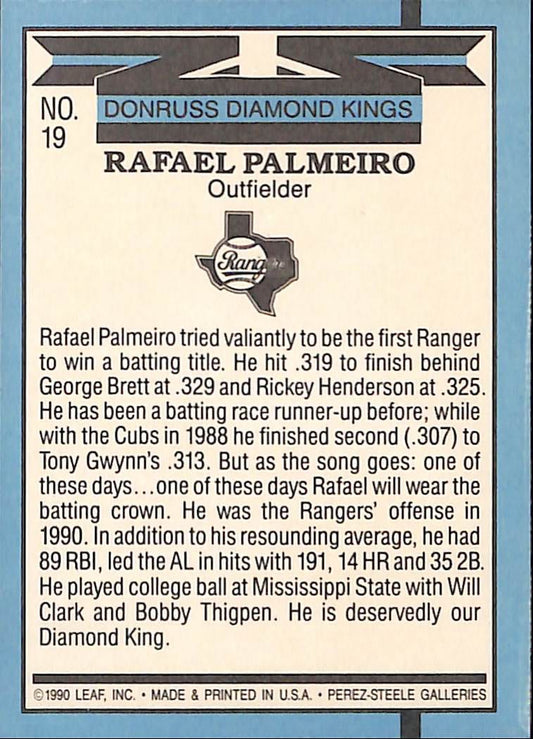 NO.
19
DONRUSS DIAMOND KINGS
RAFAEL PALMEIRO
Outfielder
Rangers
Rafael Palmeiro tried valiantly to be the first Ranger
to win a batting title. He hit .319 to finish behind
George Brett at .329 and Rickey Henderson at .325.
He has been a batting race runner-up before; while
with the Cubs in 1988 he finished second (.307) to
Tony Gwynn's .313. But as the song goes: one of
these days...one of these days Rafael will wear the
batting crown. He was the Rangers' offense in
1990. In addition to his resounding average, he had
89 RBI, led the AL in hits with 191, 14 HR and 35 2B.
He played college ball at Mississippi State with Will
Clark and Bobby Thigpen. He is deservedly our
Diamond King.
©1990 LEAF, INC. • MADE & PRINTED IN U.S.A. • PEREZ-STEELE GALLERIES